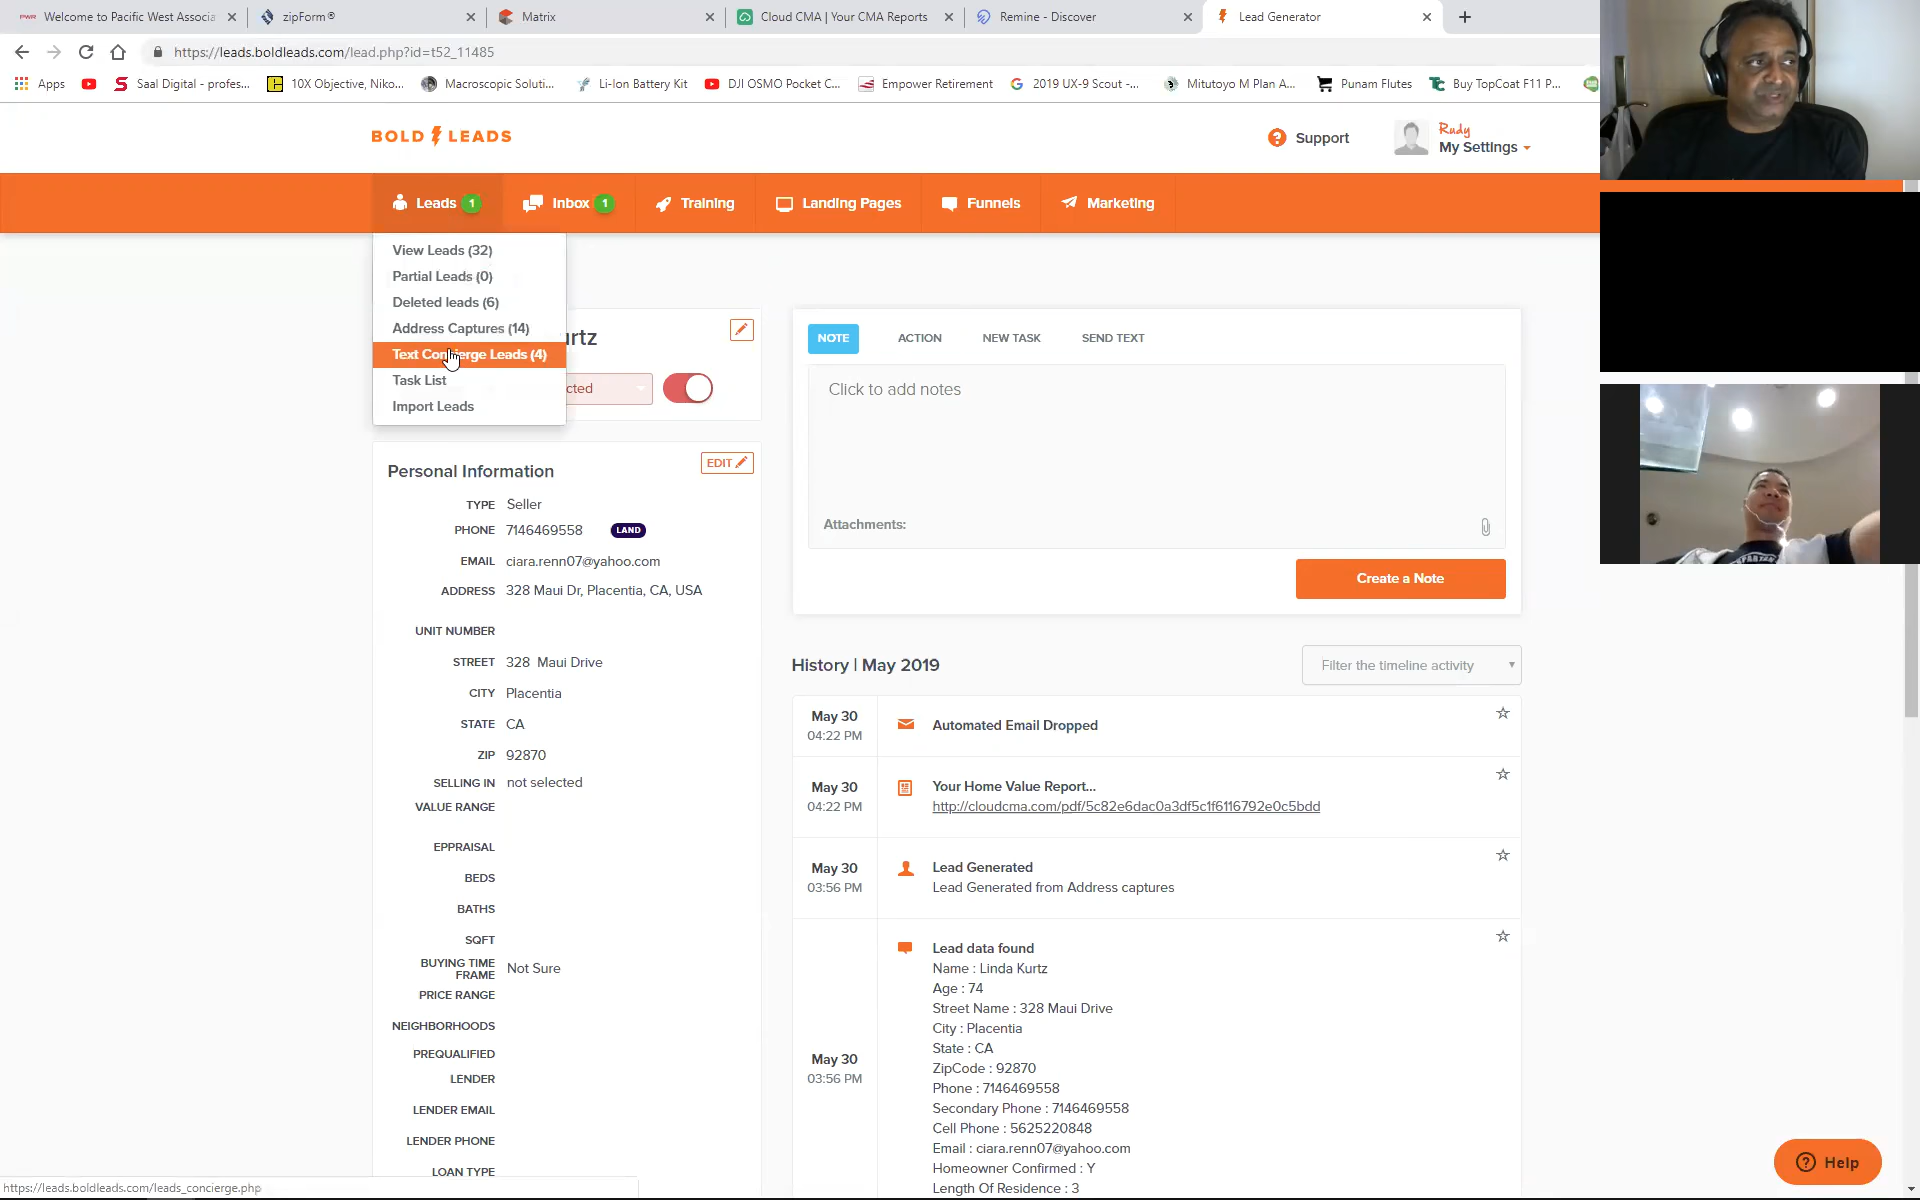 PWR Welcome to Pacific West Associa
zipForm®
Matrix
Cloud CMA | Your CMA Reports
Remine - Discover
Lead Generator
https://leads.boldleads.com/lead.php?id=t52_11485
Apps
Saal Digital - profes...
10X Objective, Niko...
Macroscopic Soluti...
Li-Ion Battery Kit
DJI OSMO Pocket C...
Empower Retirement
2019 UX-9 Scout -...
Mitutoyo M Plan A...
Punam Flutes
Buy TopCoat F11 P...
BOLD LEADS
Support
Rudy
My Settings
Leads 1
Inbox 1
Training
Landing Pages
Funnels
Marketing
View Leads (32)
Partial Leads (0)
Deleted leads (6)
Address Captures (14)
Text Concierge Leads (4)
Task List
Import Leads
urtz
cted
Personal Information
EDIT
TYPE Seller
PHONE 7146469558 LAND
EMAIL ciara.renn07@yahoo.com
ADDRESS 328 Maui Dr, Placentia, CA, USA
UNIT NUMBER
STREET 328 Maui Drive
CITY Placentia
STATE CA
ZIP 92870
SELLING IN not selected
VALUE RANGE
EPPRAISAL
BEDS
BATHS
SQFT
BUYING TIME
FRAME Not Sure
PRICE RANGE
NEIGHBORHOODS
PREQUALIFIED
LENDER
LENDER EMAIL
LENDER PHONE
LOAN TYPE
NOTE
ACTION
NEW TASK
SEND TEXT
Click to add notes
Attachments:
Create a Note
History | May 2019
Filter the timeline activity
May 30
04:22 PM
Automated Email Dropped
May 30
04:22 PM
Your Home Value Report...
http://cloudcma.com/pdf/5c82e6dac0a3df5c1f6116792e0c5bdd
May 30
03:56 PM
Lead Generated
Lead Generated from Address captures
May 30
03:56 PM
Lead data found
Name : Linda Kurtz
Age : 74
Street Name : 328 Maui Drive
City : Placentia
State : CA
ZipCode : 92870
Phone : 7146469558
Secondary Phone : 7146469558
Cell Phone : 5625220848
Email : ciara.renn07@yahoo.com
Homeowner Confirmed : Y
Length Of Residence : 3
Help
https://leads.boldleads.com/leads_concierge.php